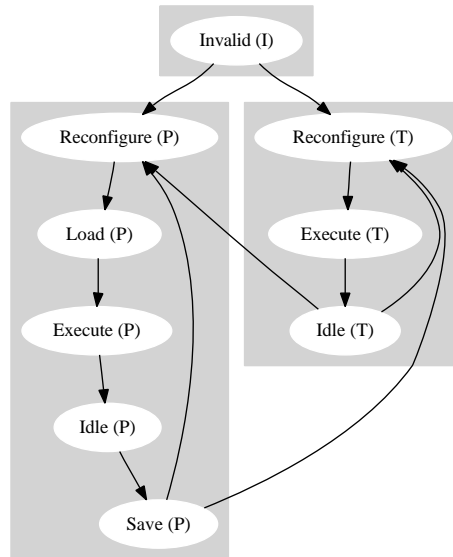 Invalid (I)
Reconfigure (P)
Reconfigure (T)
Load (P)
Execute (T)
Execute (P)
Idle (T)
Idle (P)
Save (P)